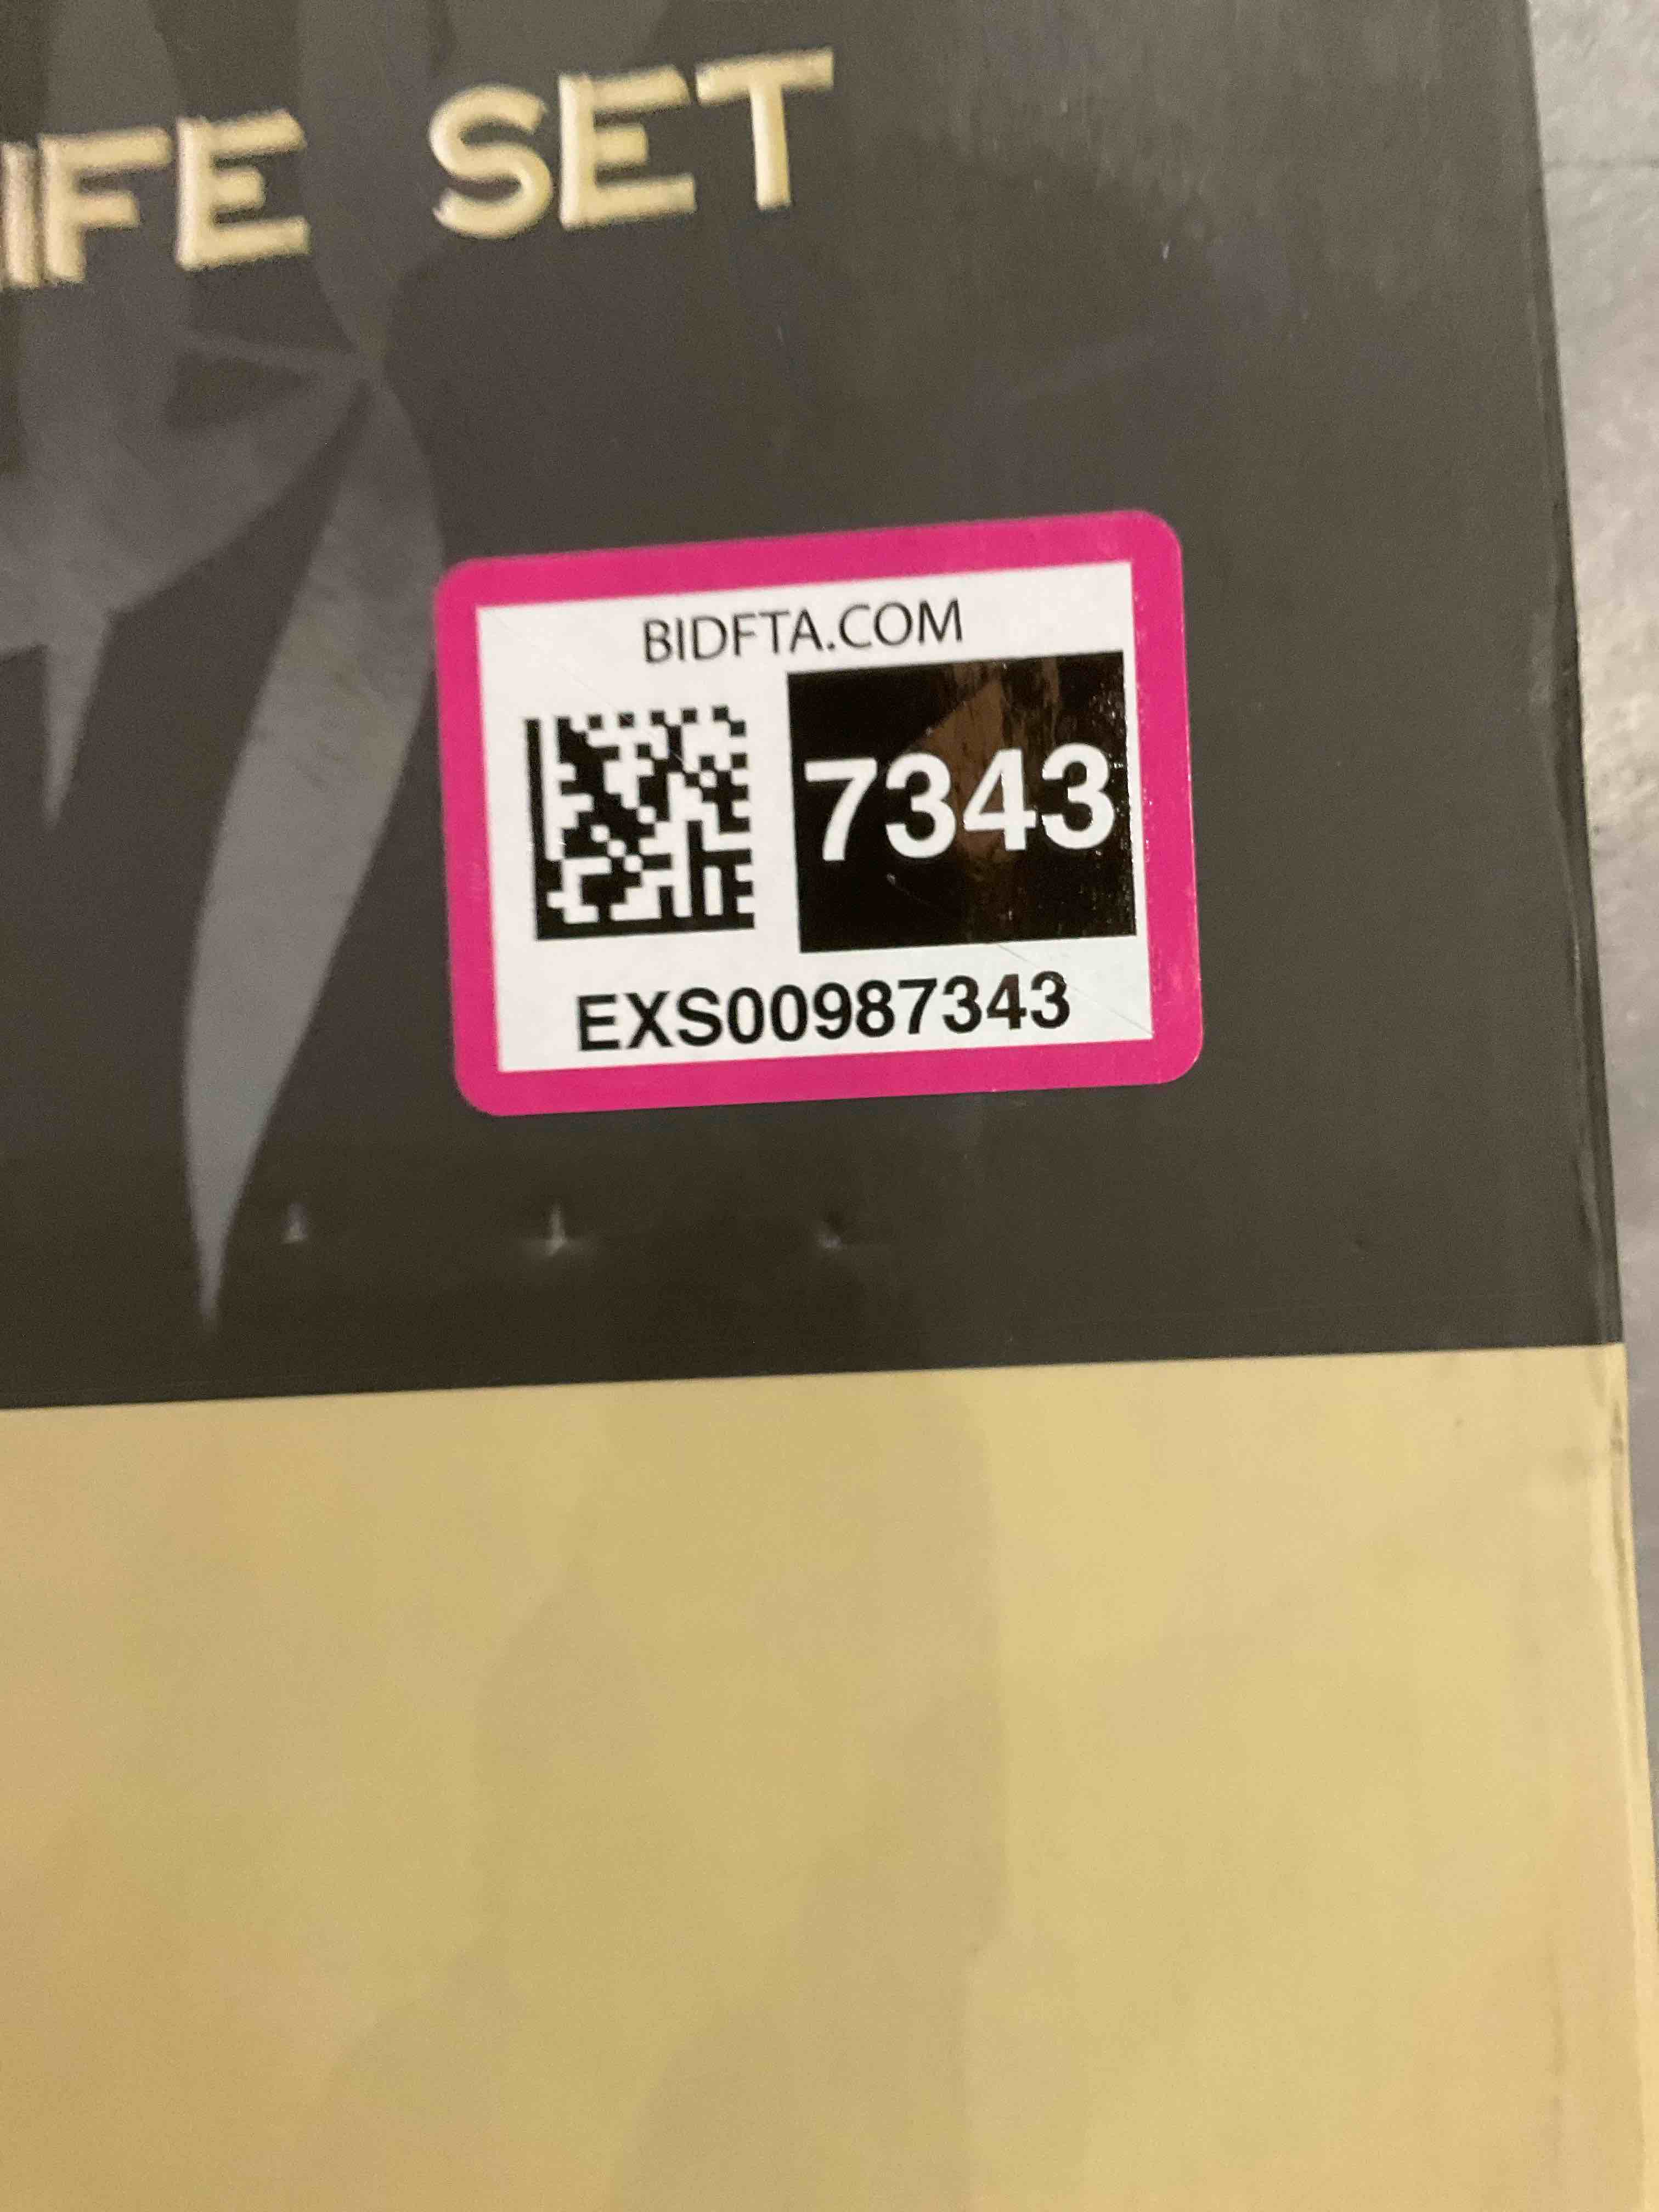 IFE SET
BIDFTA.COM
7343
EXS00987343